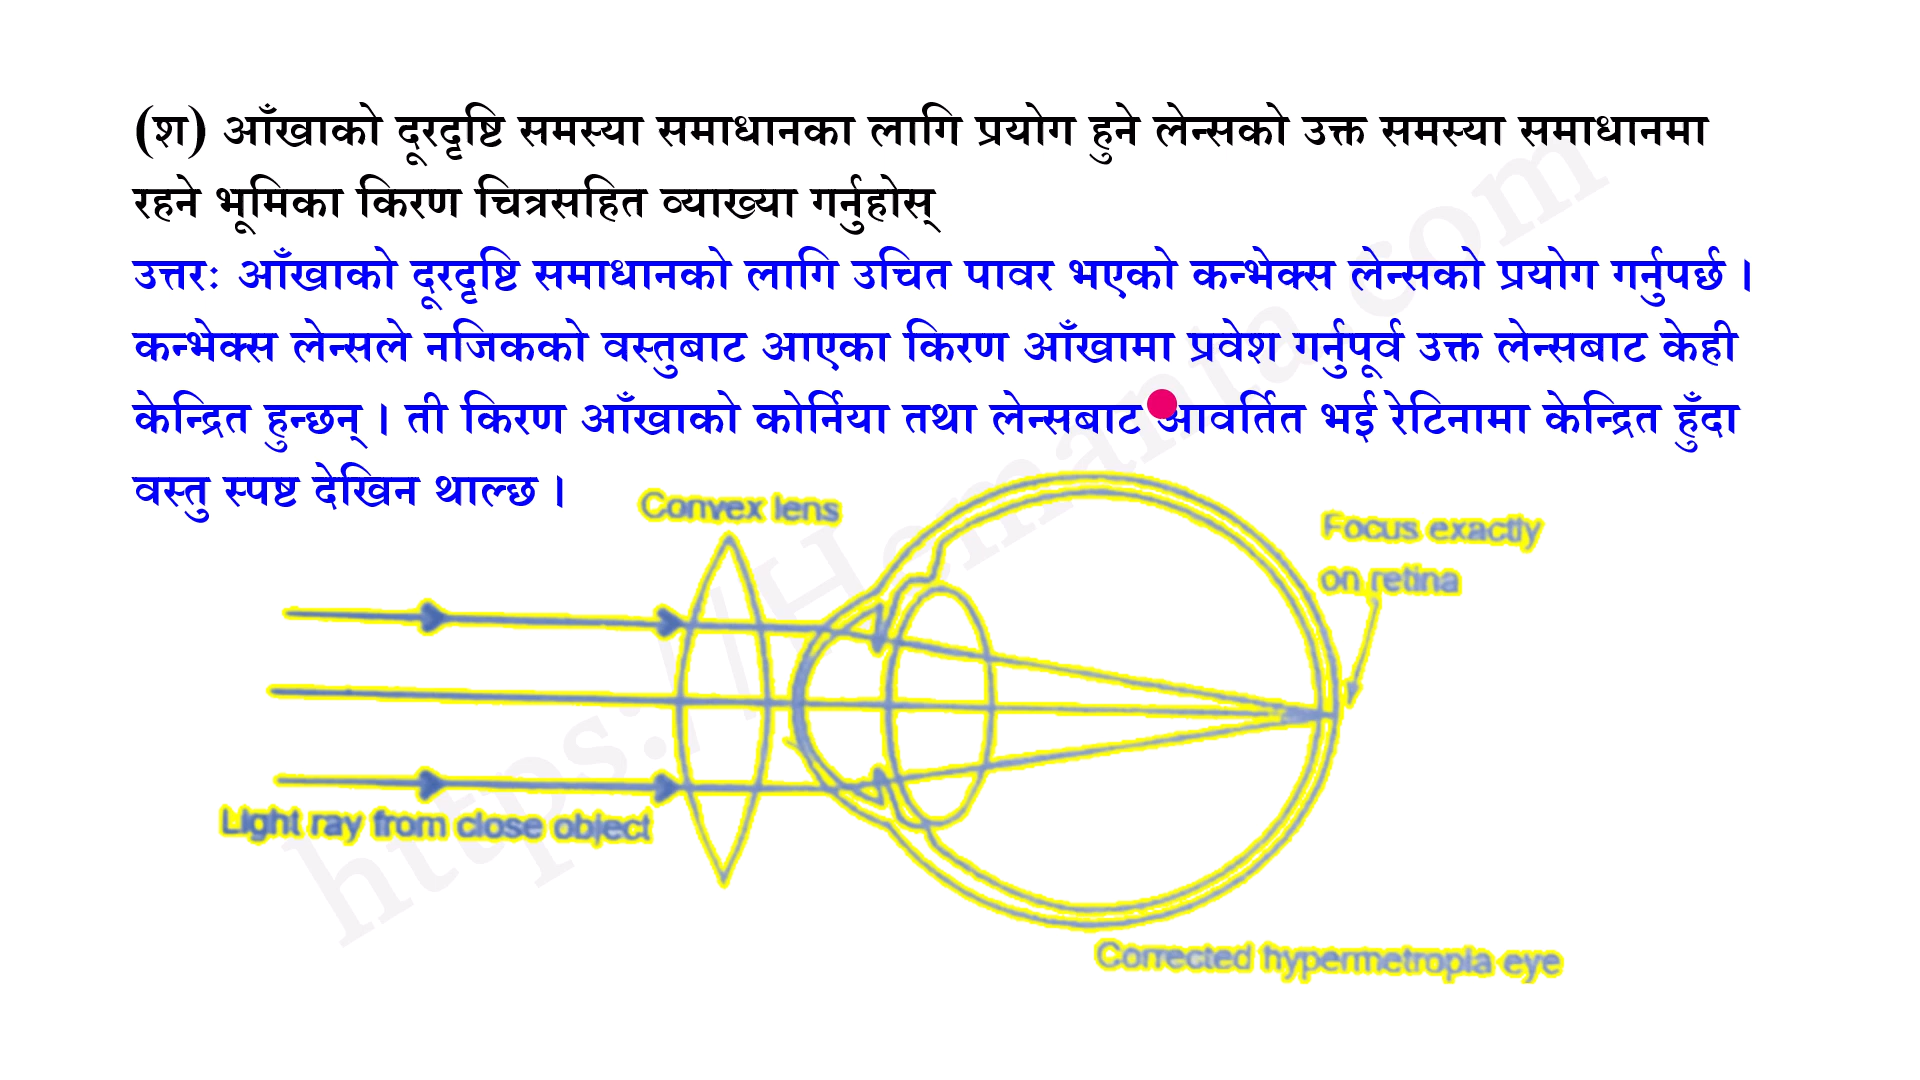 (श) आँखाको दूरदृष्टि समस्या समाधानका लागि प्रयोग हुने लेन्सको उक्त समस्या समाधानमा
रहने भूमिका किरण चित्रसहित व्याख्या गर्नुहोस्
उत्तरः आँखाको दूरदृष्टि समाधानको लागि उचित पावर भएको कन्भेक्स लेन्सको प्रयोग गर्नुपर्छ ।
कन्भेक्स लेन्सले नजिकको वस्तुबाट आएका किरण आँखामा प्रवेश गर्नुपूर्व उक्त लेन्सबाट केही
केन्द्रित हुन्छन् । ती किरण आँखाको कोर्निया तथा लेन्सबाट आवर्तित भई रेटिनामा केन्द्रित हुँदा
वस्तु स्पष्ट देखिन थाल्छ ।
Convex lens
Focus exactly
on retina
Light ray from close object
Corrected hypermetropia eye
https://Hemanta.com